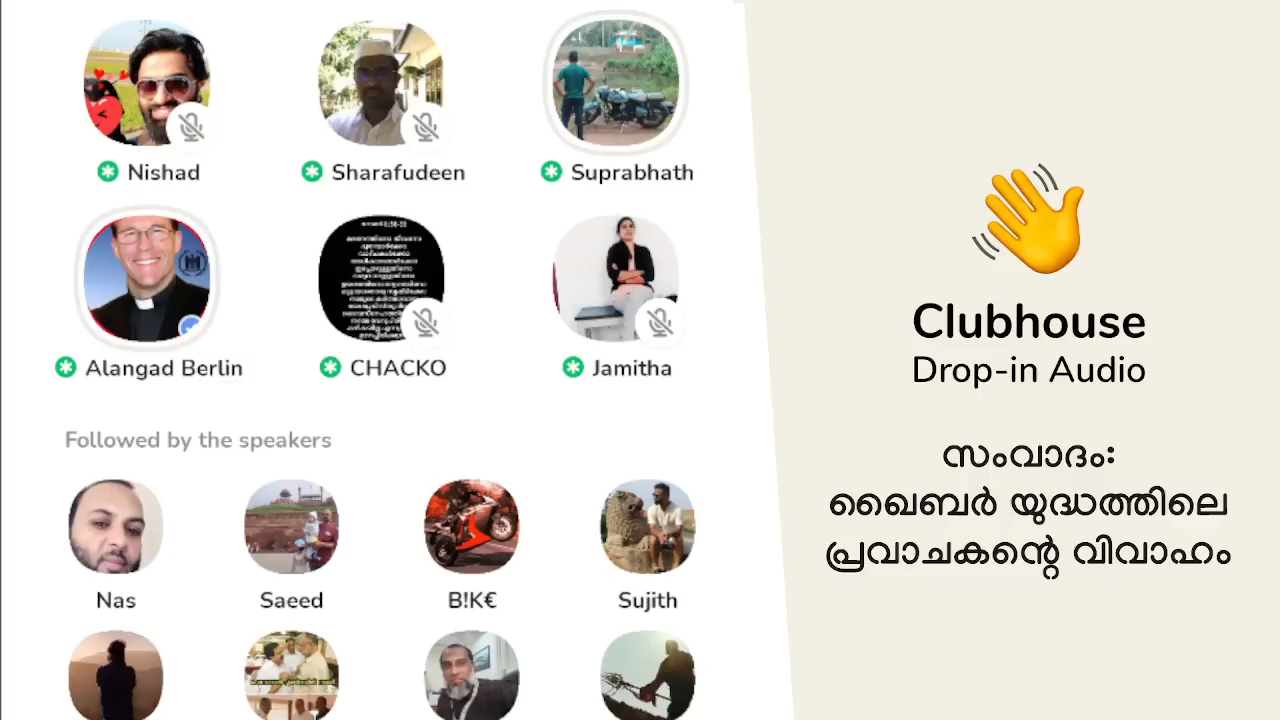 Nishad
Sharafudeen
Suprabhath
Alangad Berlin
CHACKO
Jamitha
Followed by the speakers
Nas
Saeed
B!K€
Sujith
Clubhouse
Drop-in Audio
സംവാദം:
ഖൈബർ യുദ്ധത്തിലെ
പ്രവാചകന്റെ വിവാഹം